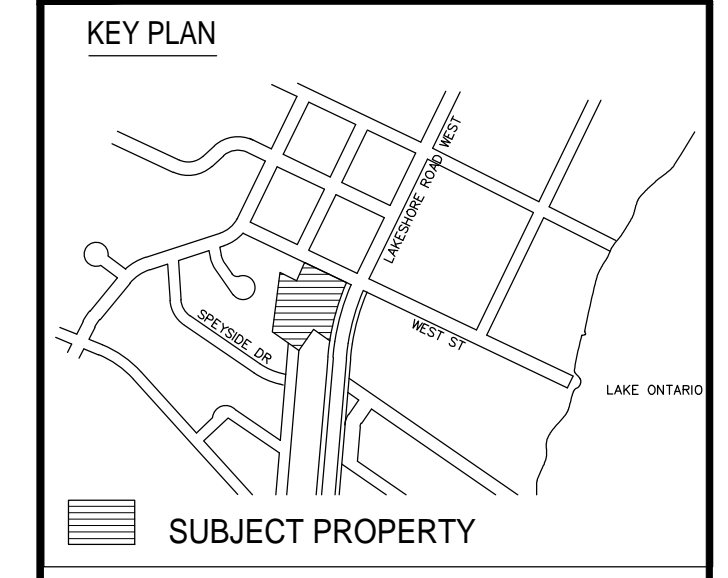 KEY PLAN
LAKESHORE ROAD WEST
SPEYSIDE DR
WEST ST
LAKE ONTARIO
SUBJECT PROPERTY